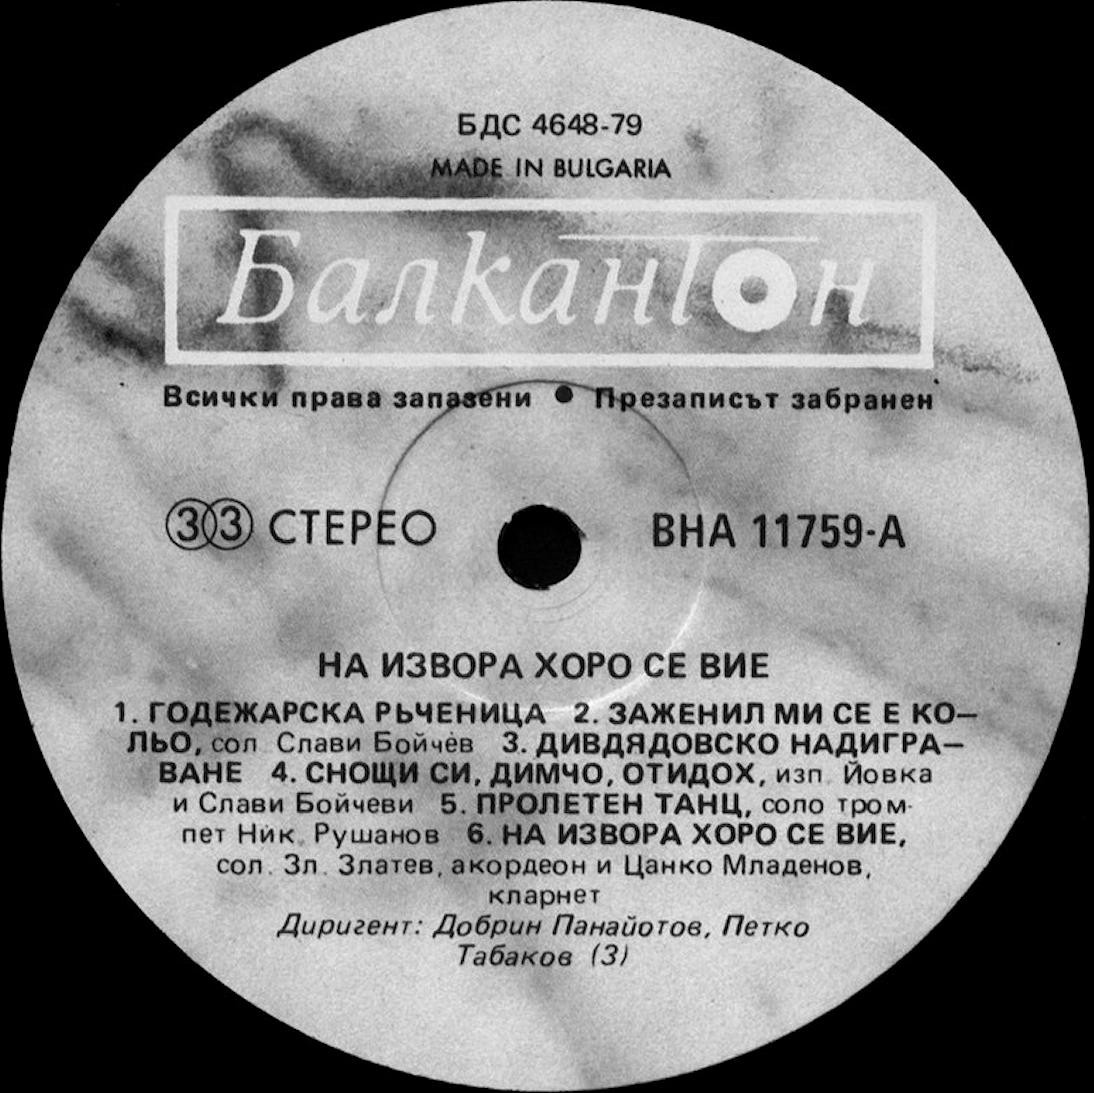 БДС 4648-79
MADE IN BULGARIA
Балкантон
Всички права запазени • Презаписът забранен
33 СТЕРЕО ВНА 11759-А
НА ИЗВОРА ХОРО СЕ ВИЕ
1. ГОДЕЖАРСКА РЬЧЕНИЦА 2. ЗАЖЕНИЛ МИ СЕ Е КО–
ЛЬО, сол. Слави Бойчев 3. ДИВДЯДОВСКО НАДИГРА–
ВАНЕ 4. СНОЩИ СИ, ДИМЧО, ОТИДОХ, изп. Йовка
и Слави Бойчеви 5. ПРОЛЕТЕН ТАНЦ, соло тром-
пет Ник. Рушанов 6. НА ИЗВОРА ХОРО СЕ ВИЕ,
сол. Зл. Златев, акордеон и Цанко Младенов,
кларнет
Диригент: Добрин Панайотов, Петко
Табаков (3)